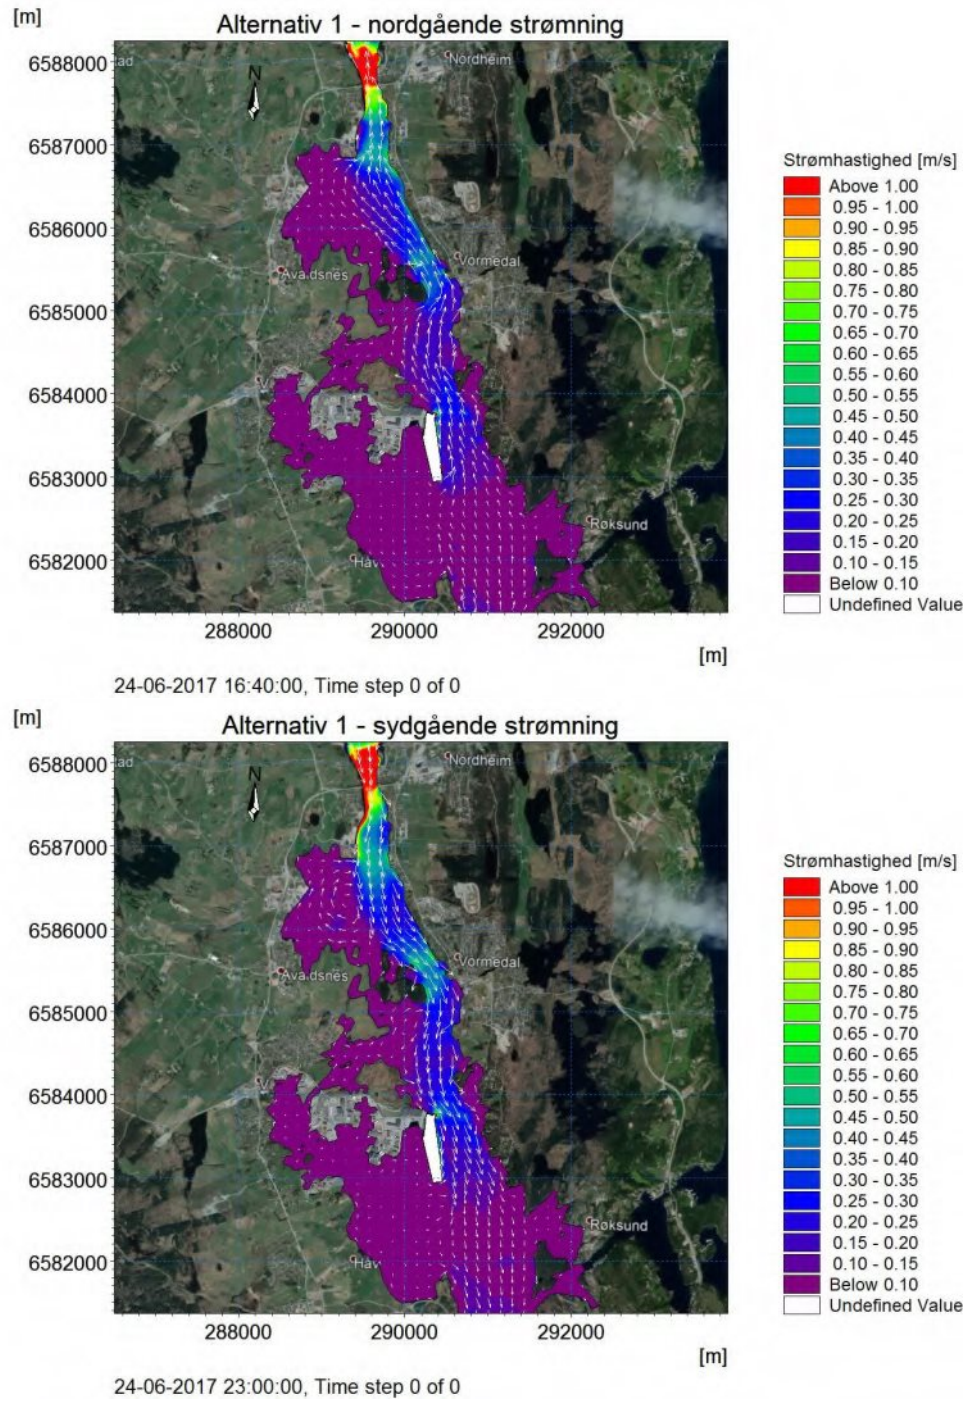 [m]
Alternativ 1 - nordgående strømning
6588000
6587000
6586000
6585000
6584000
6583000
6582000
N
Nordheim
Vormedal
Avaldsnes
Røksund
288000
290000
292000
[m]
24-06-2017 16:40:00, Time step 0 of 0
Strømhastighed [m/s]
Above 1.00
0.95 - 1.00
0.90 - 0.95
0.85 - 0.90
0.80 - 0.85
0.75 - 0.80
0.70 - 0.75
0.65 - 0.70
0.60 - 0.65
0.55 - 0.60
0.50 - 0.55
0.45 - 0.50
0.40 - 0.45
0.35 - 0.40
0.30 - 0.35
0.25 - 0.30
0.20 - 0.25
0.15 - 0.20
0.10 - 0.15
Below 0.10
Undefined Value
[m]
Alternativ 1 - sydgående strømning
6588000
6587000
6586000
6585000
6584000
6583000
6582000
N
Nordheim
Vormedal
Avaldsnes
Røksund
288000
290000
292000
[m]
24-06-2017 23:00:00, Time step 0 of 0
Strømhastighed [m/s]
Above 1.00
0.95 - 1.00
0.90 - 0.95
0.85 - 0.90
0.80 - 0.85
0.75 - 0.80
0.70 - 0.75
0.65 - 0.70
0.60 - 0.65
0.55 - 0.60
0.50 - 0.55
0.45 - 0.50
0.40 - 0.45
0.35 - 0.40
0.30 - 0.35
0.25 - 0.30
0.20 - 0.25
0.15 - 0.20
0.10 - 0.15
Below 0.10
Undefined Value